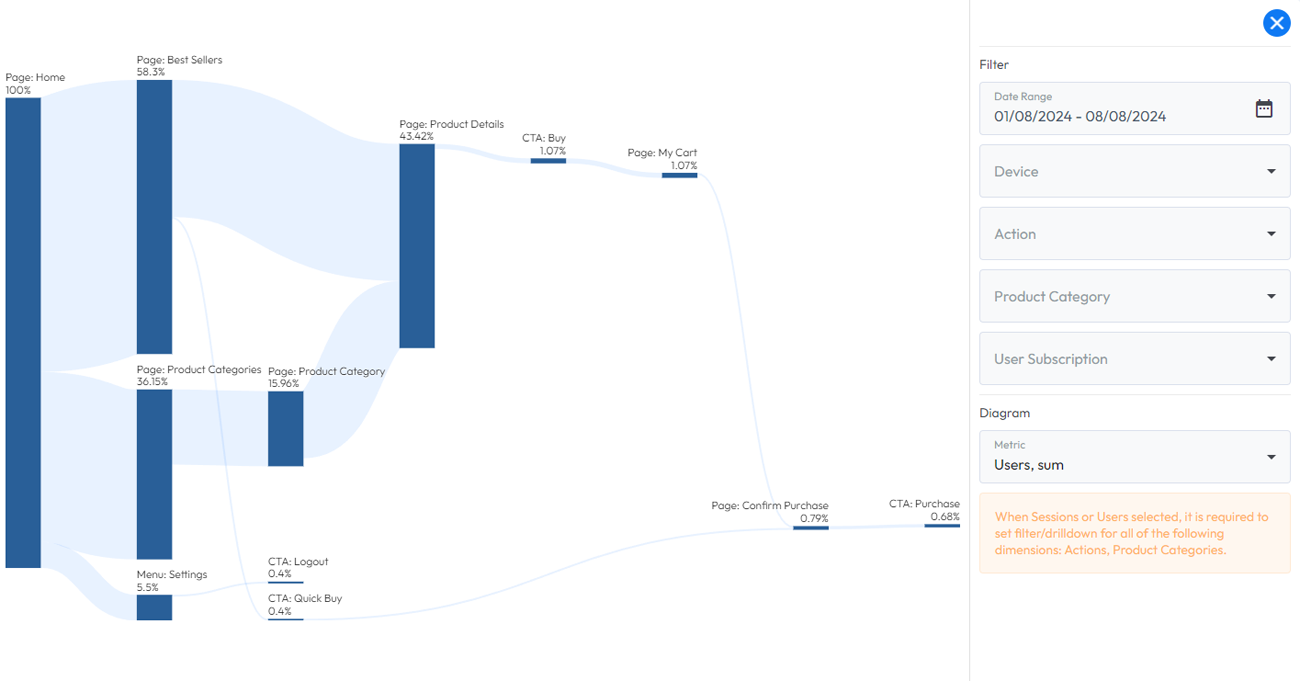 Page: Home
100%
Page: Best Sellers
58.3%
Page: Product Categories
36.15%
Menu: Settings
5.5%
Page: Product Category
15.96%
CTA: Logout
0.4%
CTA: Quick Buy
0.4%
Page: Product Details
43.42%
CTA: Buy
1.07%
Page: My Cart
1.07%
Page: Confirm Purchase
0.79%
CTA: Purchase
0.68%
Filter
Date Range
01/08/2024 - 08/08/2024
Device
Action
Product Category
User Subscription
Diagram
Metric
Users, sum
When Sessions or Users selected, it is required to
set filter/drilldown for all of the following
dimensions: Actions, Product Categories.